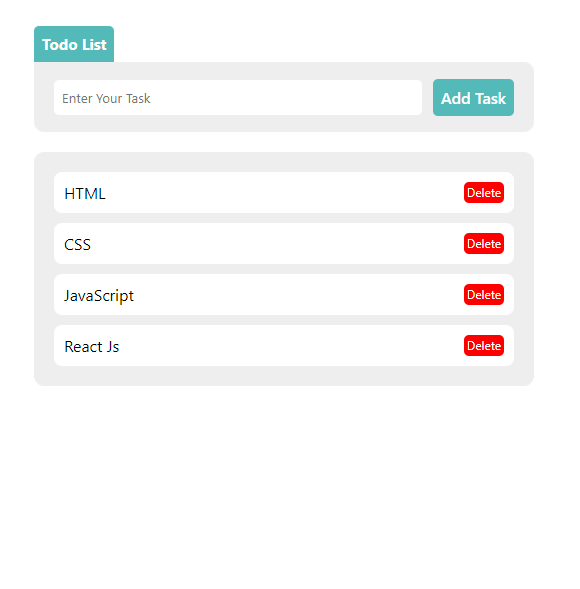 Todo List
Enter Your Task Add Task
HTML Delete
CSS Delete
JavaScript Delete
React Js Delete